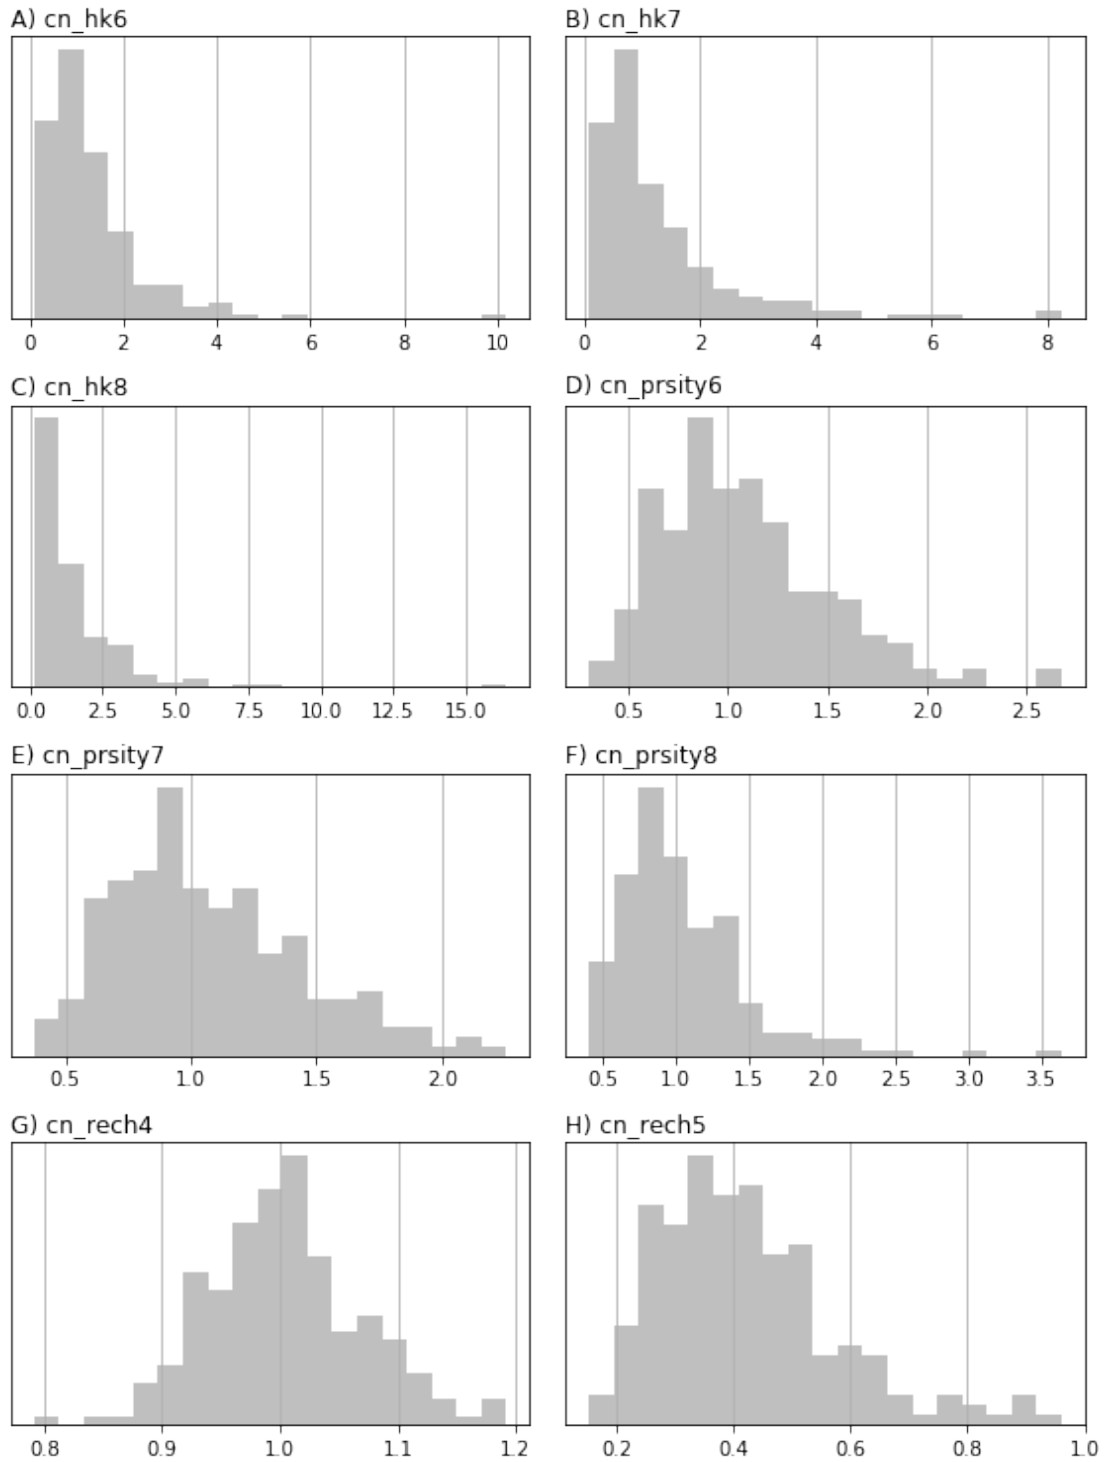 A) cn_hk6
0 2 4 6 8 10
B) cn_hk7
0 2 4 6 8
C) cn_hk8
0.0 2.5 5.0 7.5 10.0 12.5 15.0
D) cn_prsity6
0.5 1.0 1.5 2.0 2.5
E) cn_prsity7
0.5 1.0 1.5 2.0
F) cn_prsity8
0.5 1.0 1.5 2.0 2.5 3.0 3.5
G) cn_rech4
0.8 0.9 1.0 1.1 1.2
H) cn_rech5
0.2 0.4 0.6 0.8 1.0